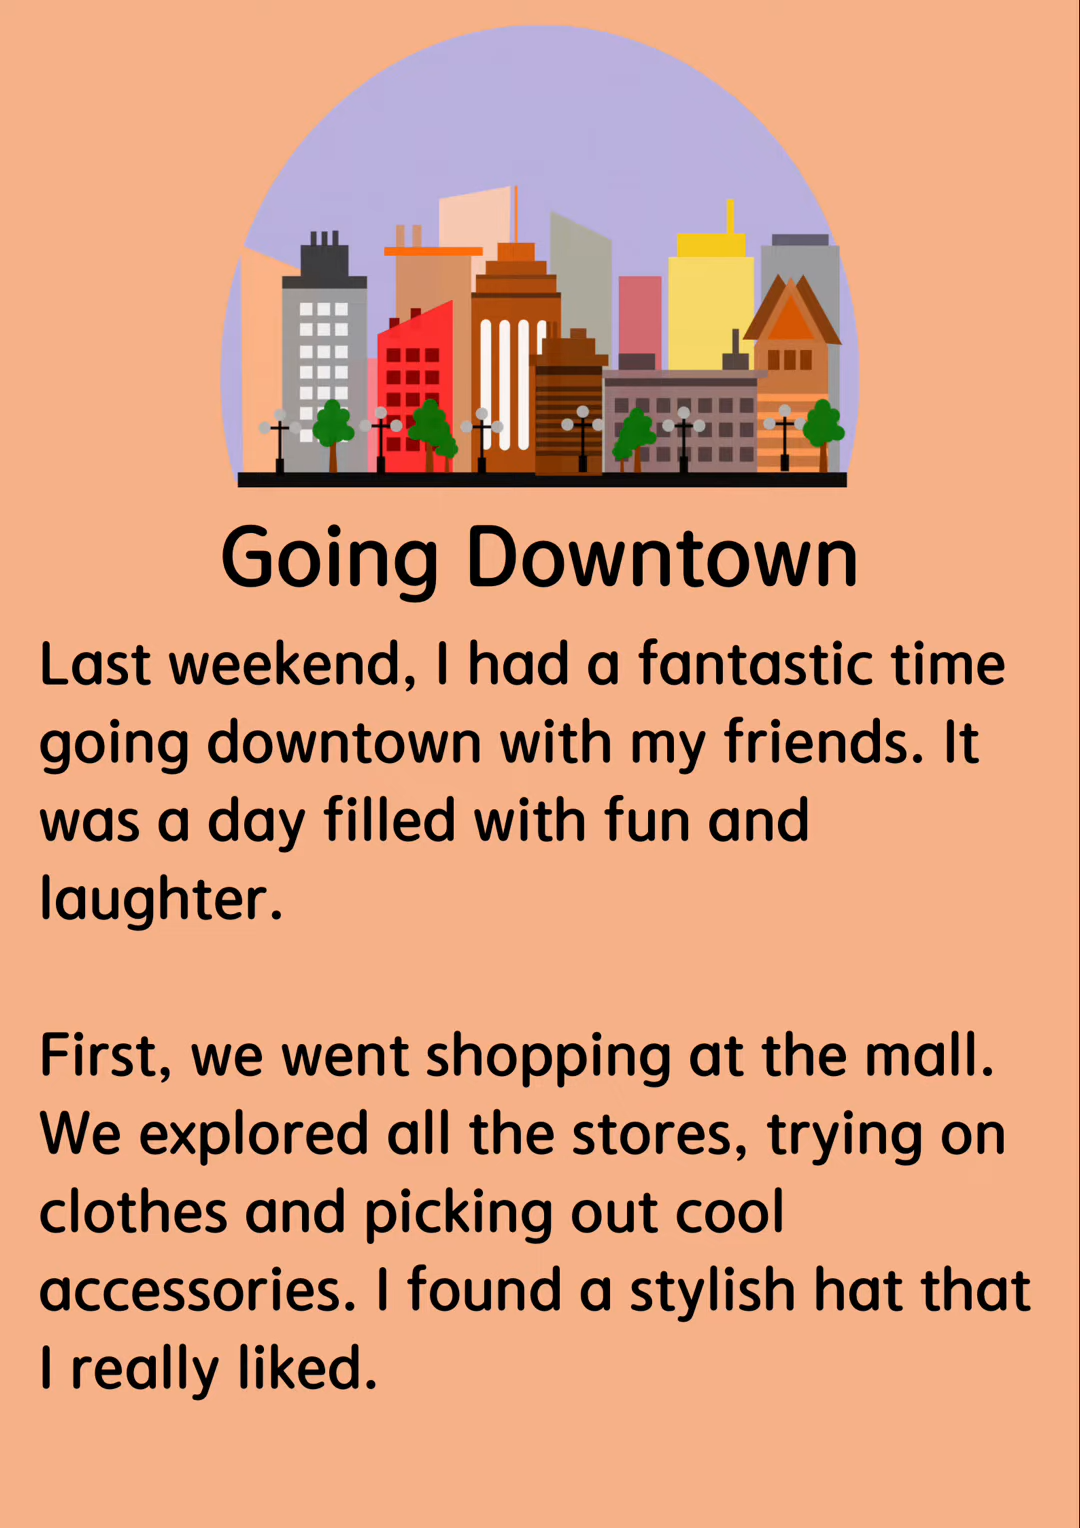 Going Downtown
Last weekend, I had a fantastic time
going downtown with my friends. It
was a day filled with fun and
laughter.
First, we went shopping at the mall.
We explored all the stores, trying on
clothes and picking out cool
accessories. I found a stylish hat that
I really liked.